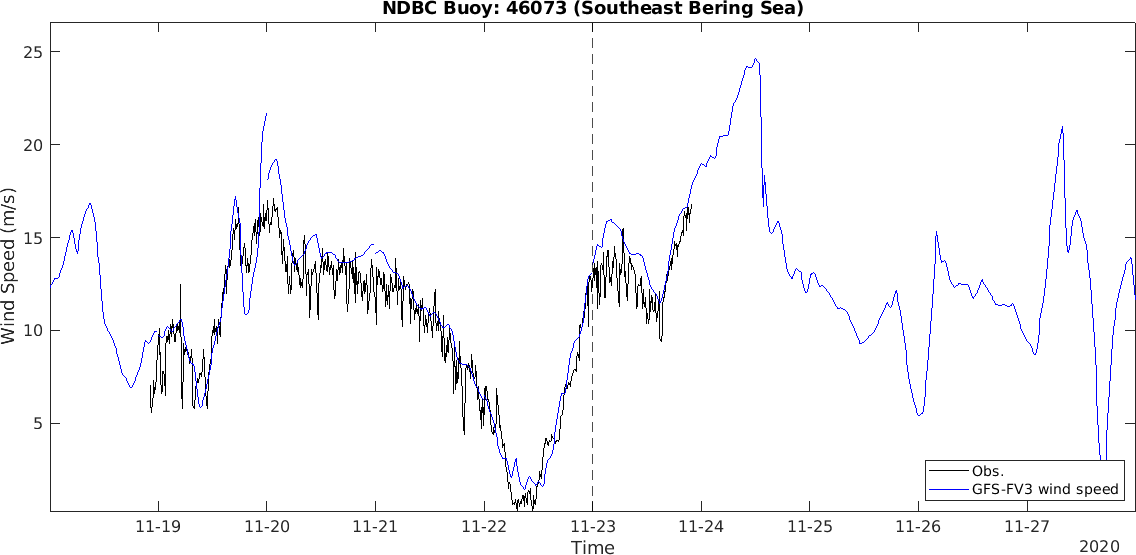 NDBC Buoy: 46073 (Southeast Bering Sea)
25
20
15
10
5
Wind Speed (m/s)
Obs.
GFS-FV3 wind speed
11-19 11-20 11-21 11-22 11-23 11-24 11-25 11-26 11-27
Time
2020